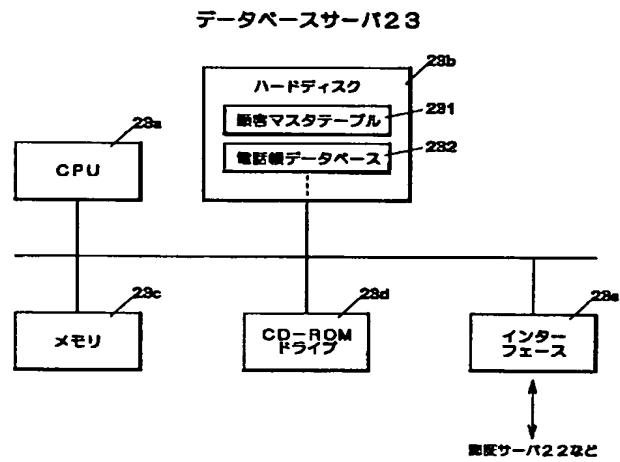 データベースサーバ23
23b
ハードディスク
顧客マスタテーブル
231
電話帳データベース
232
23a
CPU
23c
メモリ
23d
CD-ROM
ドライブ
23e
インター
フェース
認証サーバ22など